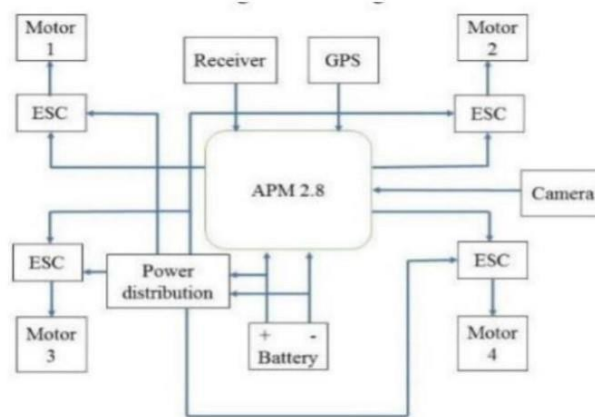 Motor
1
Receiver
GPS
Motor
2
ESC
ESC
APM 2.8
Camera
ESC
Power
distribution
ESC
Motor
3
+ -
Battery
Motor
4